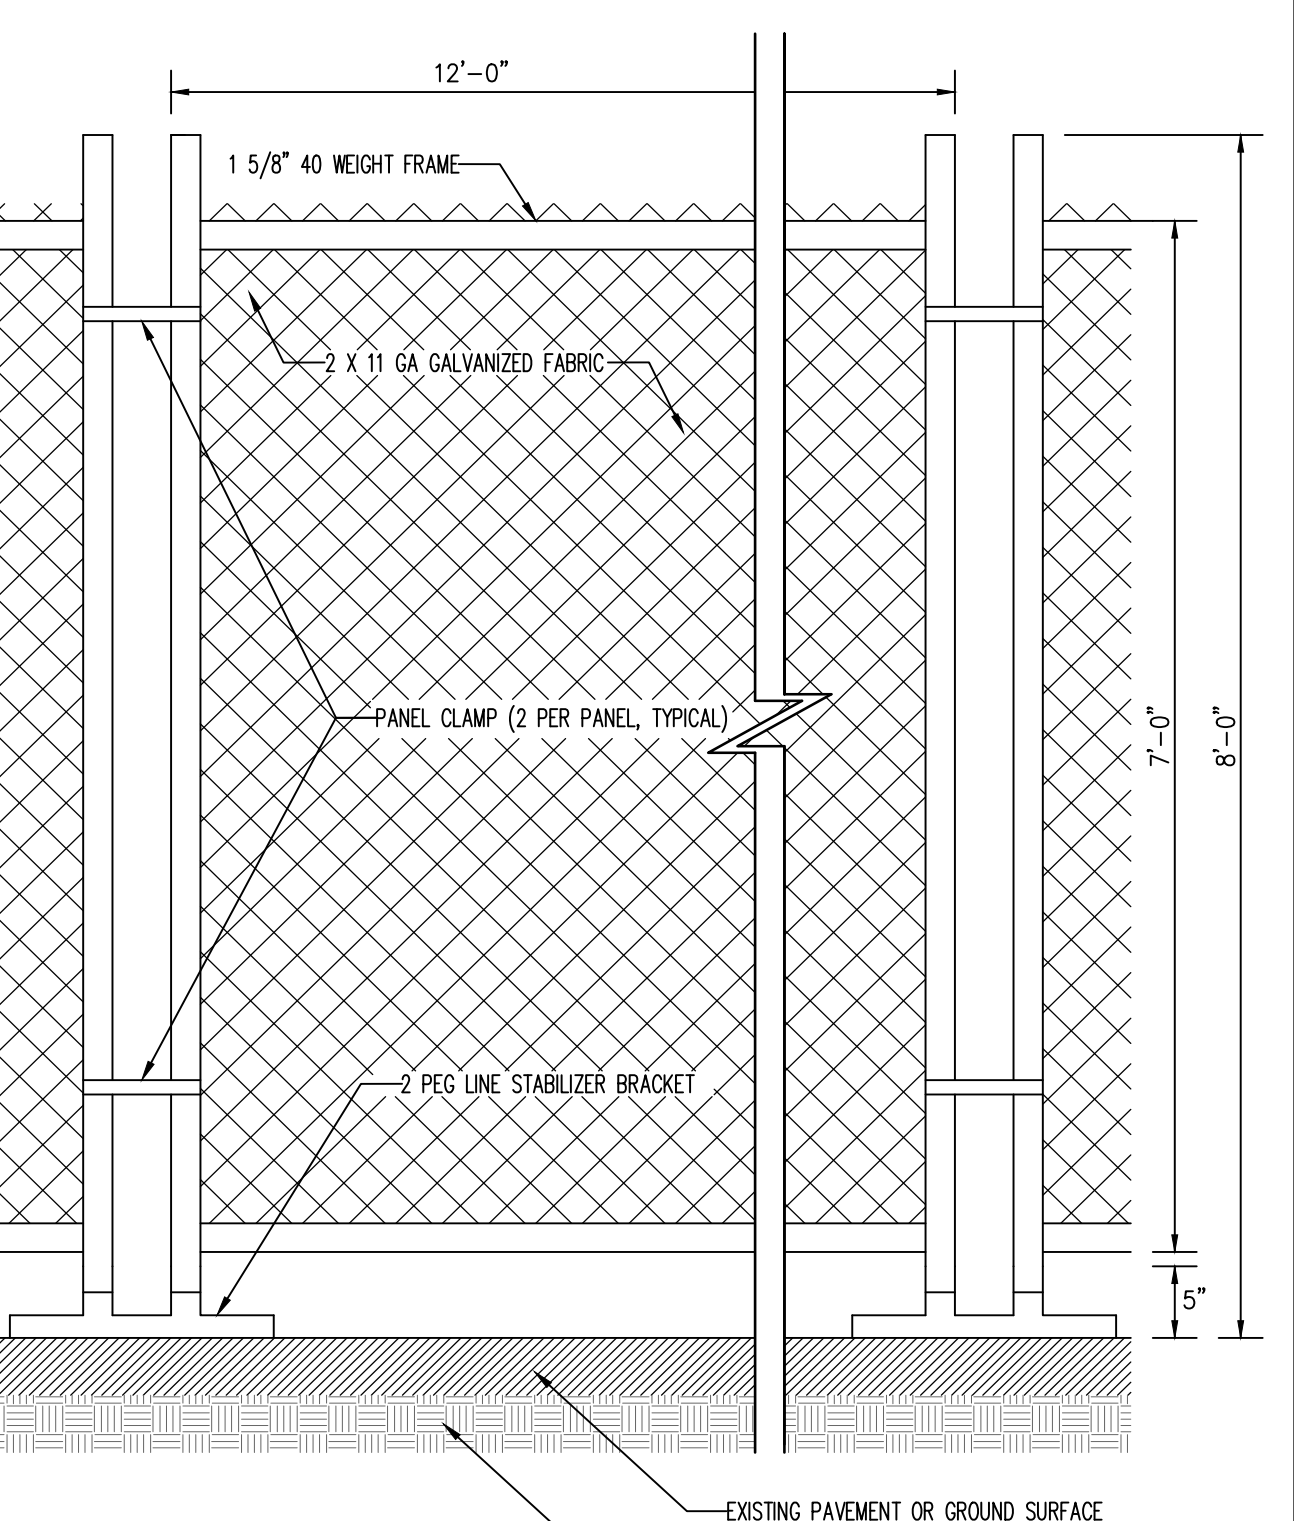 12'-0"
1 5/8" 40 WEIGHT FRAME
2 X 11 GA GALVANIZED FABRIC
PANEL CLAMP (2 PER PANEL, TYPICAL)
7'-0"
8'-0"
2 PEG LINE STABILIZER BRACKET
5"
EXISTING PAVEMENT OR GROUND SURFACE